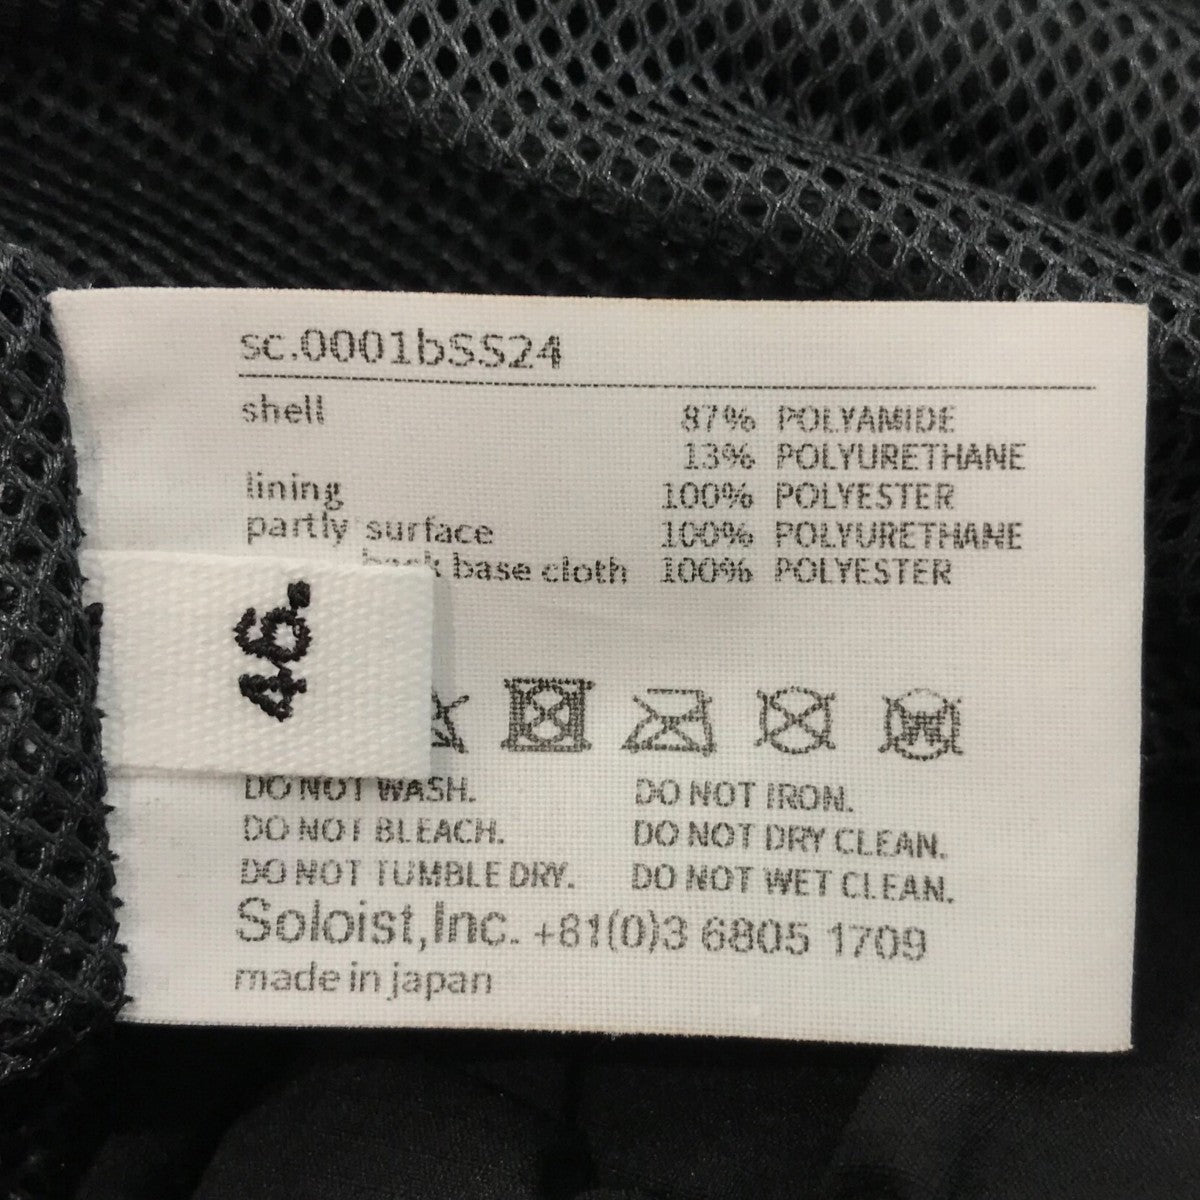 sc.0001bSS24
shell 87% POLYAMIDE
13% POLYURETHANE
lining 100% POLYESTER
partly surface 100% POLYURETHANE
back base cloth 100% POLYESTER
46.
DO NOT WASH. DO NOT IRON.
DO NOT BLEACH. DO NOT DRY CLEAN.
DO NOT TUMBLE DRY. DO NOT WET CLEAN.
Soloist,Inc. +81(0)3 6805 1709
made in japan